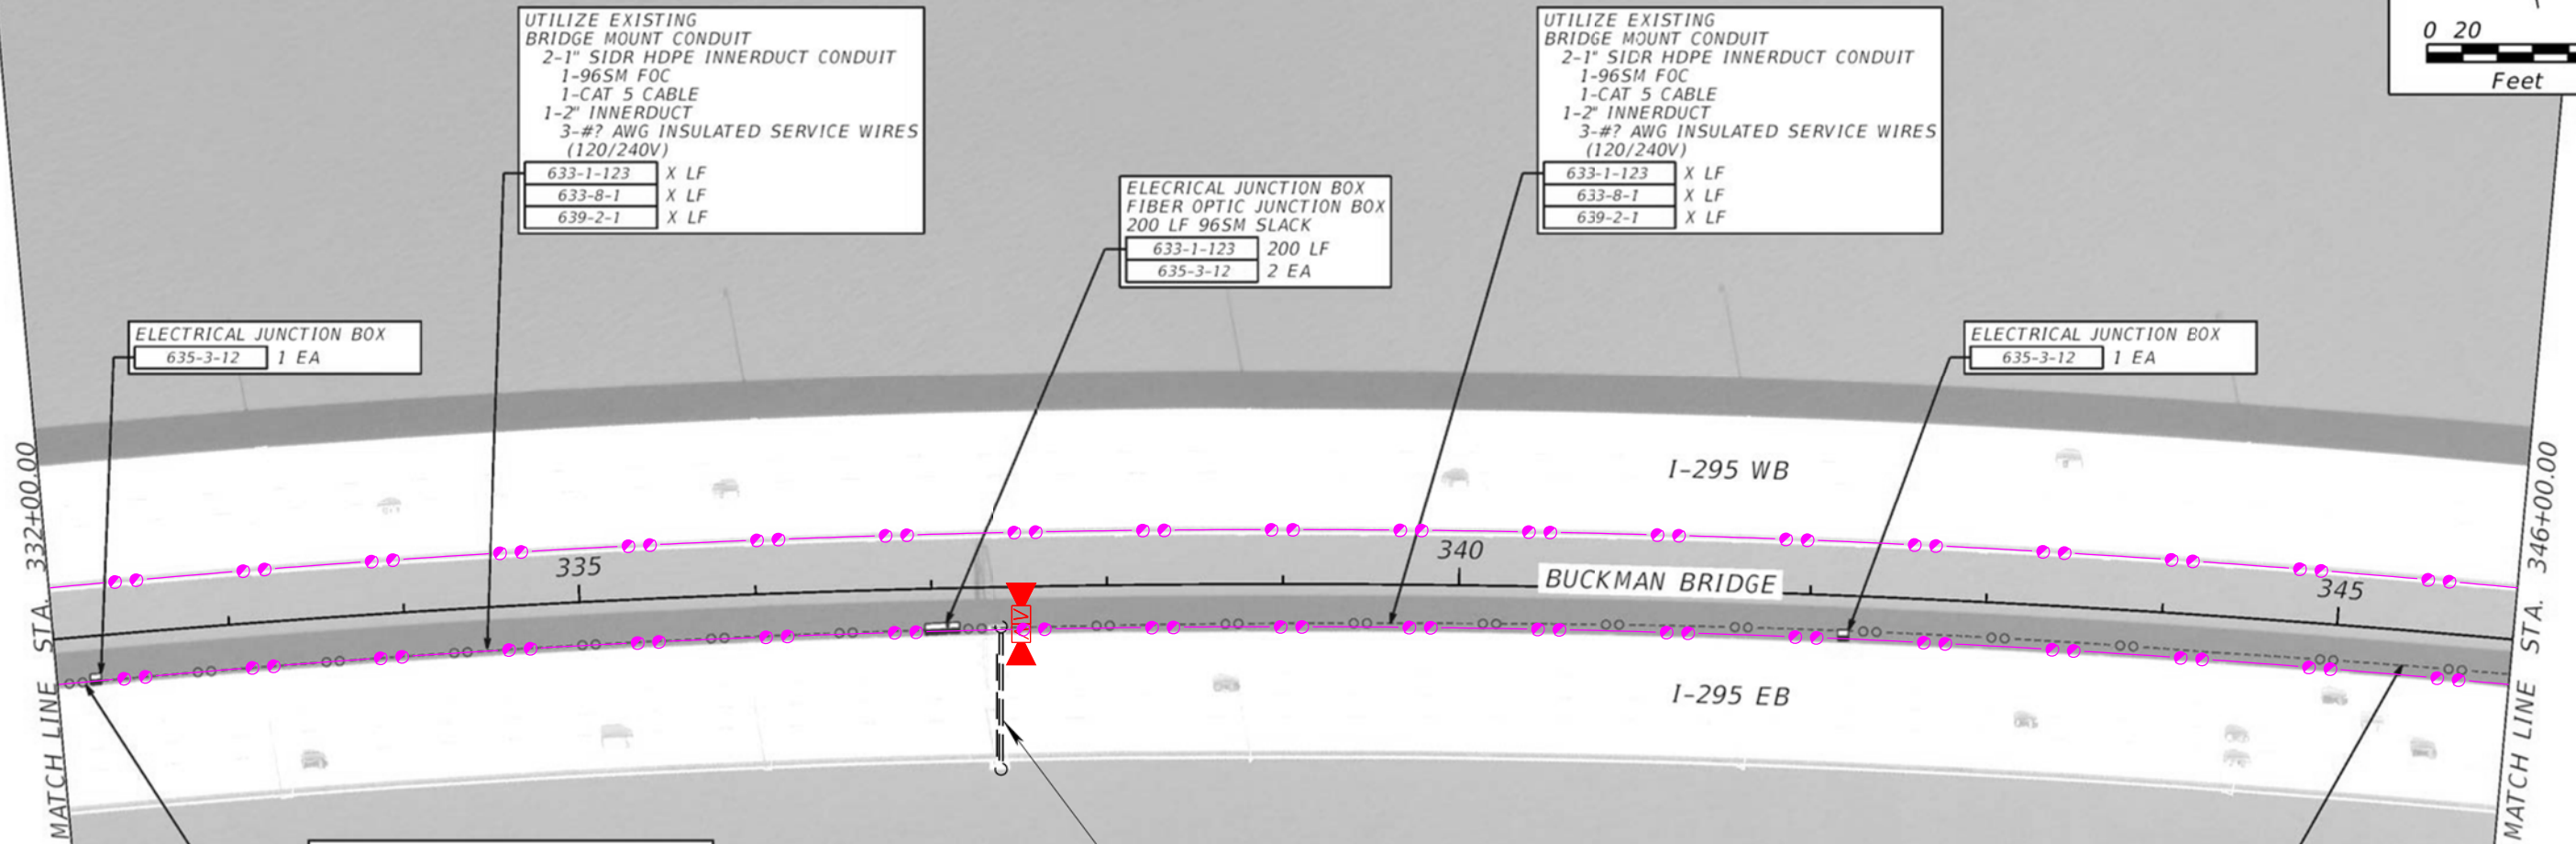 UTILIZE EXISTING
BRIDGE MOUNT CONDUIT
2-1" SIDR HDPE INNERDUCT CONDUIT
1-96SM FOC
1-CAT 5 CABLE
1-2" INNERDUCT
3-#? AWG INSULATED SERVICE WIRES
(120/240V)
633-1-123 X LF
633-8-1 X LF
639-2-1 X LF
UTILIZE EXISTING
BRIDGE MOUNT CONDUIT
2-1" SIDR HDPE INNERDUCT CONDUIT
1-96SM FOC
1-CAT 5 CABLE
1-2" INNERDUCT
3-#? AWG INSULATED SERVICE WIRES
(120/240V)
633-1-123 X LF
633-8-1 X LF
639-2-1 X LF
0 20
Feet
ELECRICAL JUNCTION BOX
FIBER OPTIC JUNCTION BOX
200 LF 96SM SLACK
633-1-123 200 LF
635-3-12 2 EA
ELECTRICAL JUNCTION BOX
635-3-12 1 EA
ELECTRICAL JUNCTION BOX
635-3-12 1 EA
I-295 WB
335
340
345
BUCKMAN BRIDGE
I-295 EB
MATCH LINE STA. 332+00.00
MATCH LINE STA. 346+00.00